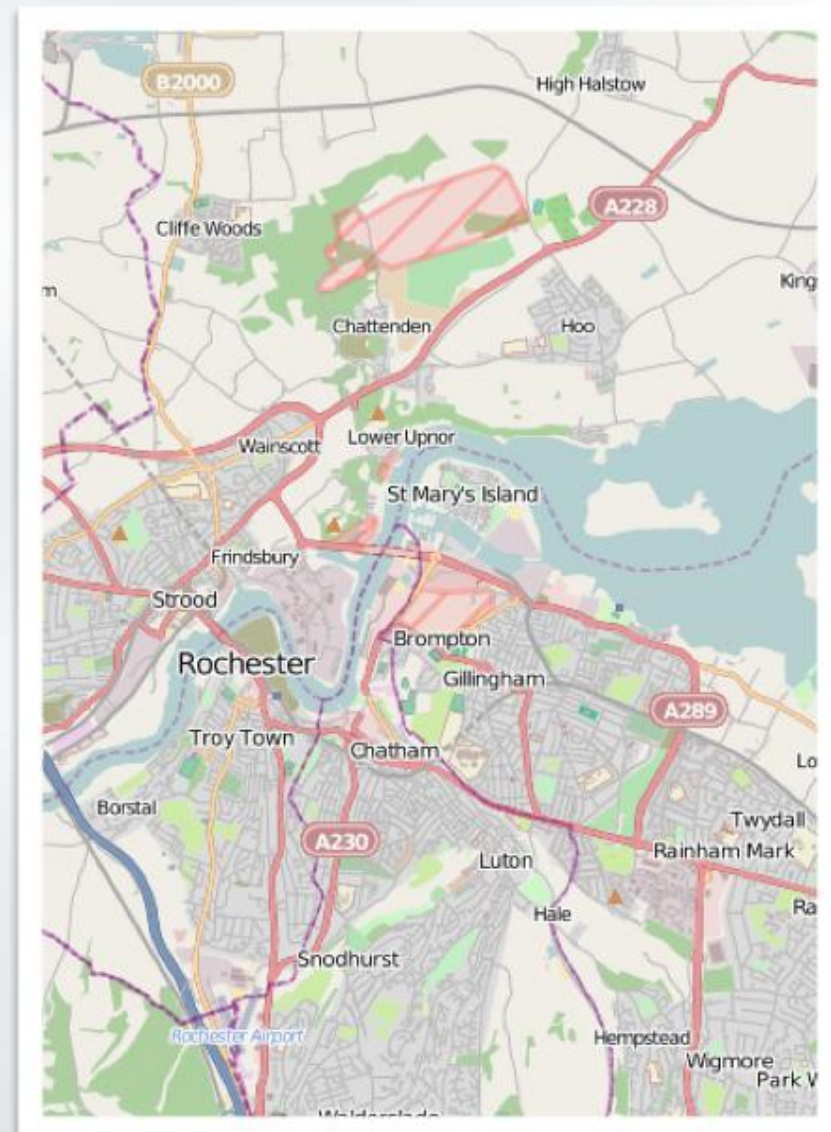 B2000
High Halstow
A228
Cliffe Woods
King
m
Chattenden
Hoo
Wainscott
Lower Upnor
St Mary's Island
Frindsbury
Strood
Brompton
Rochester
Gillingham
A289
Troy Town
Chatham
Lo
Borstal
Twydall
A230
Rainham Mark
Luton
Ra
Hale
Snodhurst
Rochester Airport
Hempstead
Wigmore
Park W
Walderslade